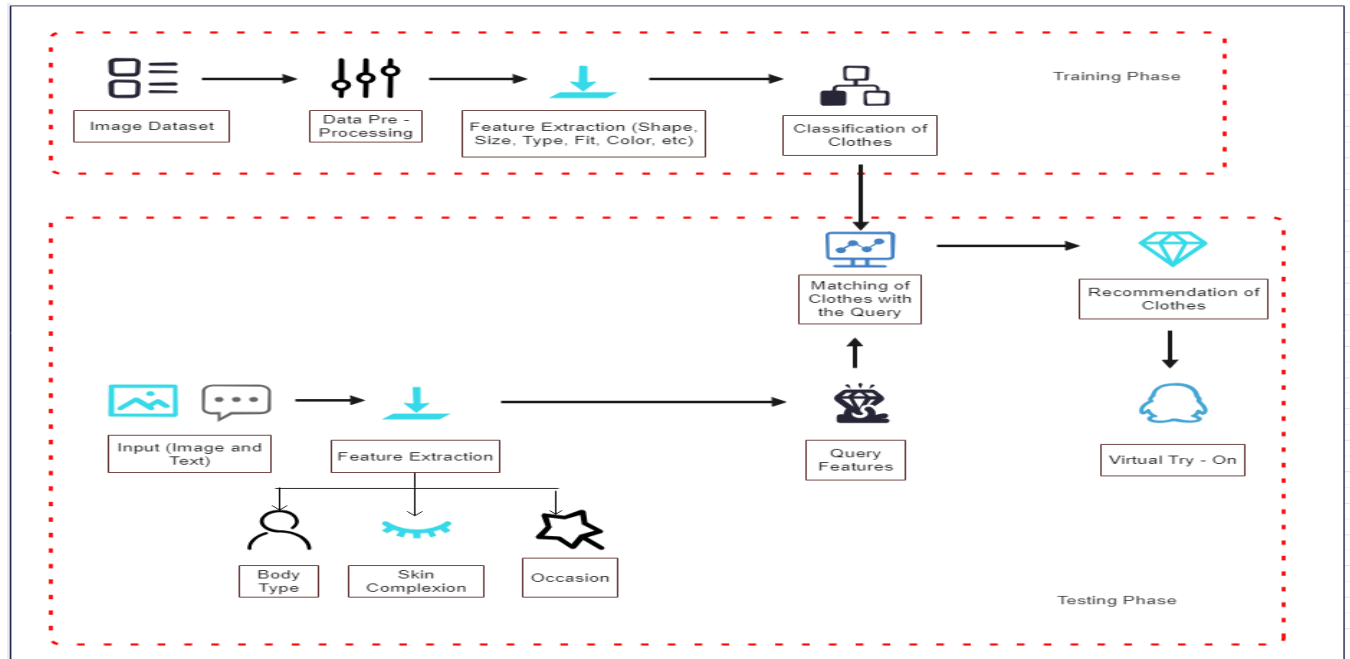 Training Phase
Image Dataset
Data Pre -
Processing
Feature Extraction (Shape,
Size, Type, Fit, Color, etc)
Classification of
Clothes
Matching of
Clothes with
the Query
Recommendation of
Clothes
Input (Image and
Text)
Feature Extraction
Query
Features
Virtual Try - On
Body
Type
Skin
Complexion
Occasion
Testing Phase